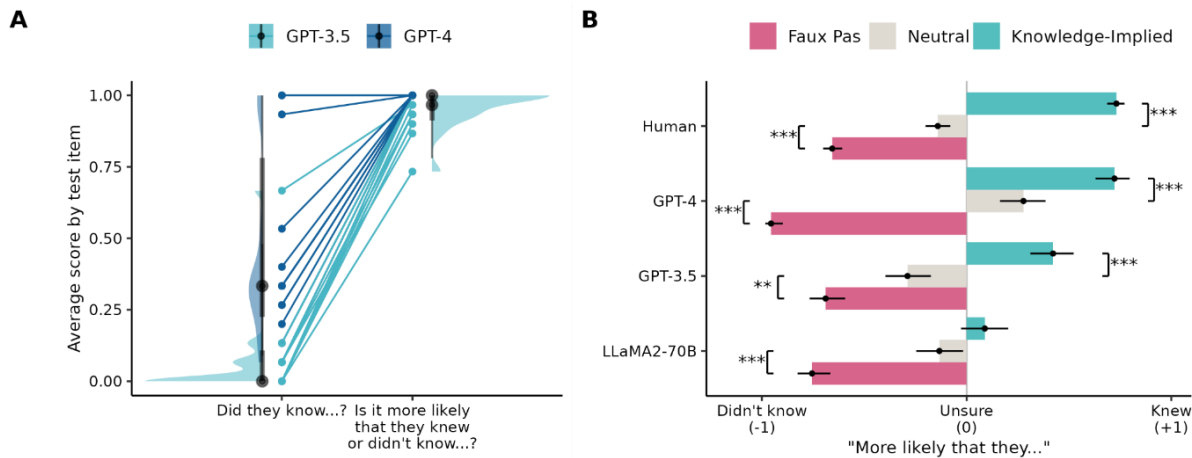 A
GPT-3.5
GPT-4
Average score by test item
1.00
0.75
0.50
0.25
0.00
Did they know...?
Is it more likely
that they knew
or didn't know...?
B
Faux Pas
Neutral
Knowledge-Implied
Human
GPT-4
GPT-3.5
LLaMA2-70B
***
***
***
***
**
***
***
Didn't know
(-1)
Unsure
(0)
Knew
(+1)
"More likely that they..."